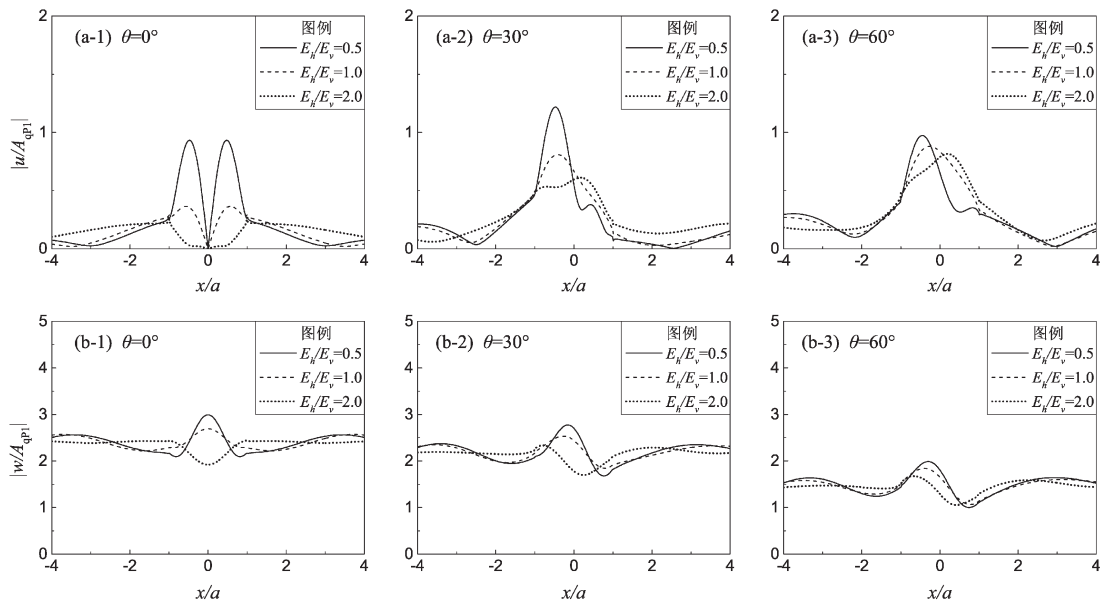 (a-1) θ=0°
图例
E_h/E_v=0.5
E_h/E_v=1.0
E_h/E_v=2.0
|u/A_qP1|
2
1
0
-4 -2 0 2 4
x/a
(a-2) θ=30°
图例
E_h/E_v=0.5
E_h/E_v=1.0
E_h/E_v=2.0
2
1
0
-4 -2 0 2 4
x/a
(a-3) θ=60°
图例
E_h/E_v=0.5
E_h/E_v=1.0
E_h/E_v=2.0
2
1
0
-4 -2 0 2 4
x/a
(b-1) θ=0°
图例
E_h/E_v=0.5
E_h/E_v=1.0
E_h/E_v=2.0
|w/A_qP1|
5
4
3
2
1
0
-4 -2 0 2 4
x/a
(b-2) θ=30°
图例
E_h/E_v=0.5
E_h/E_v=1.0
E_h/E_v=2.0
5
4
3
2
1
0
-4 -2 0 2 4
x/a
(b-3) θ=60°
图例
E_h/E_v=0.5
E_h/E_v=1.0
E_h/E_v=2.0
5
4
3
2
1
0
-4 -2 0 2 4
x/a